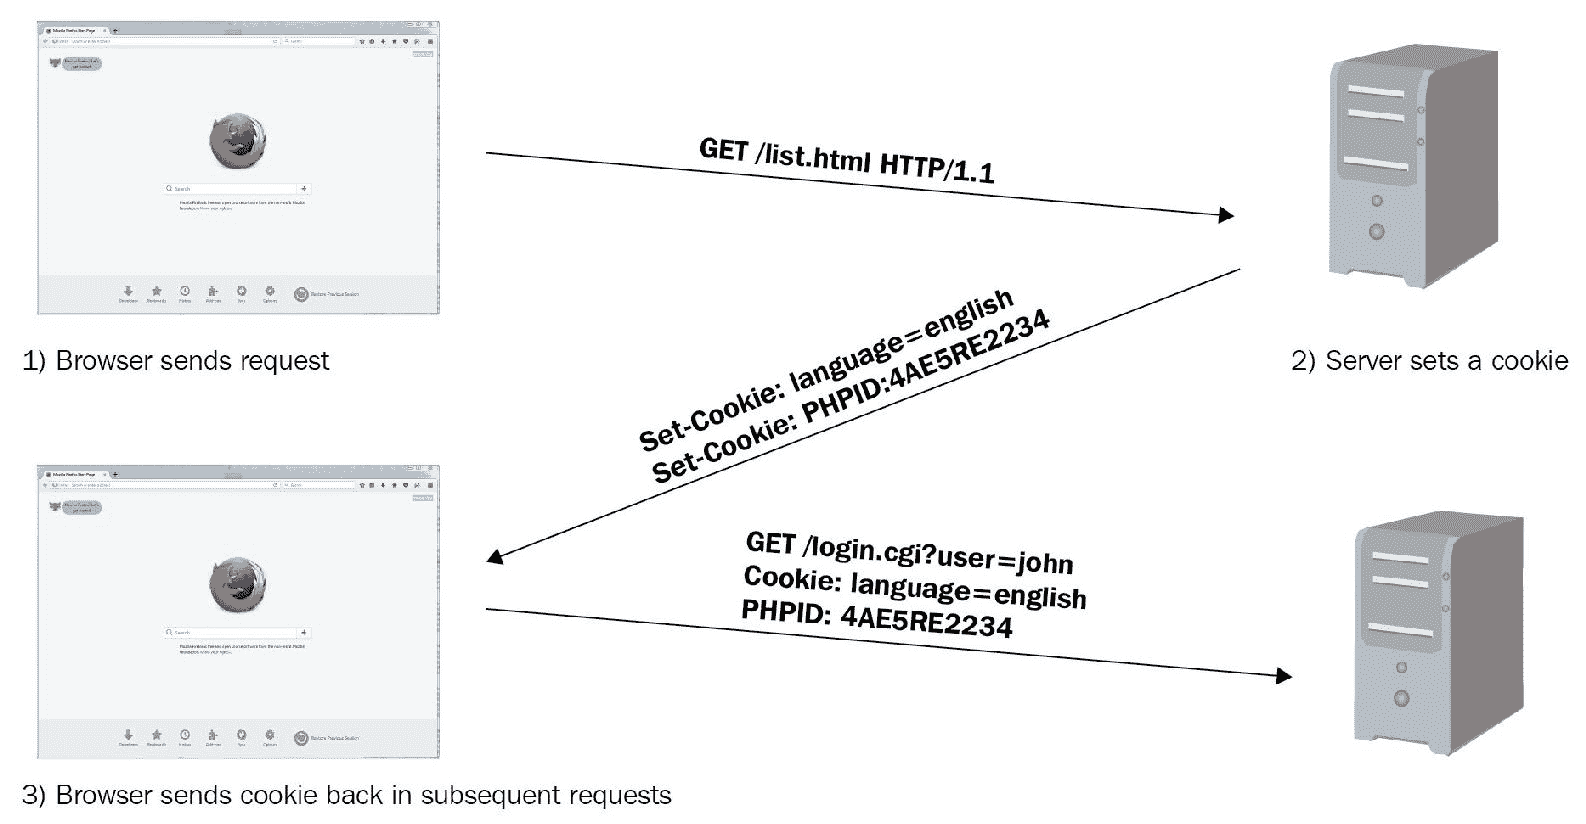 Search
GET /list.html HTTP/1.1
1) Browser sends request
2) Server sets a cookie
Set-Cookie: language=english
Set-Cookie: PHPID:4AE5RE2234
Search
GET /login.cgi?user=john
Cookie: language=english
PHPID: 4AE5RE2234
3) Browser sends cookie back in subsequent requests